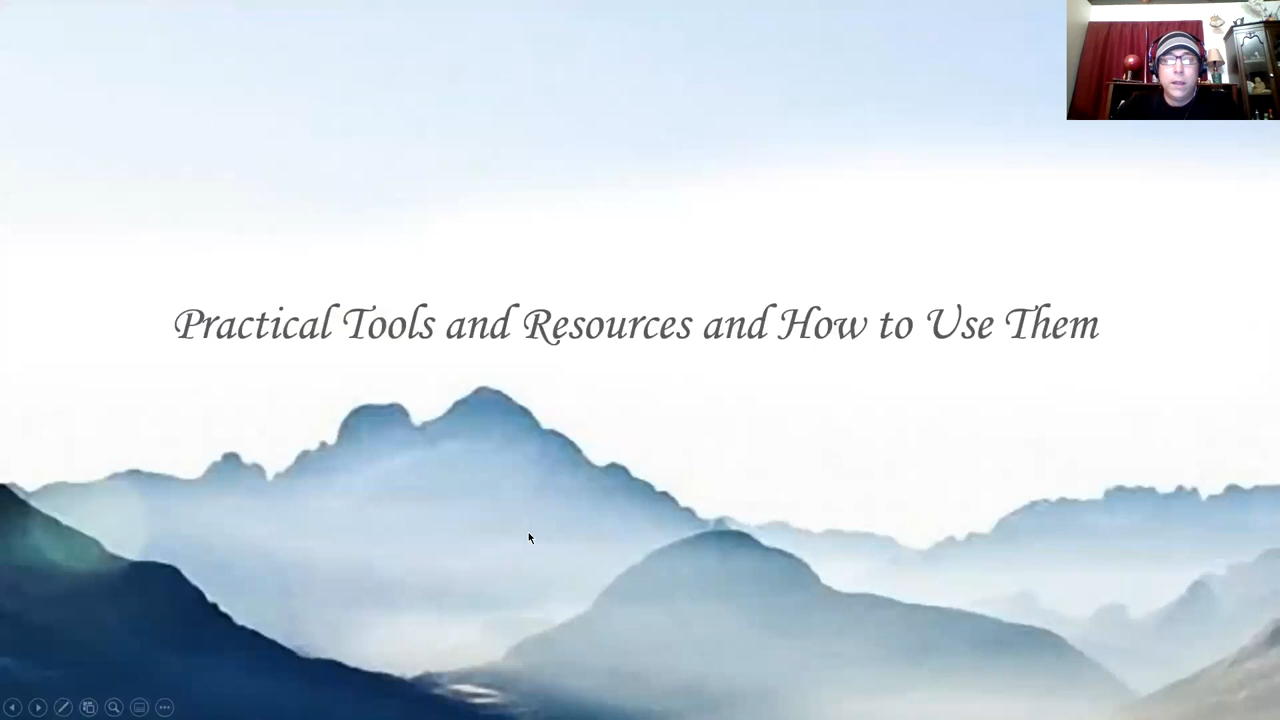 Practical Tools and Resources and How to Use Them